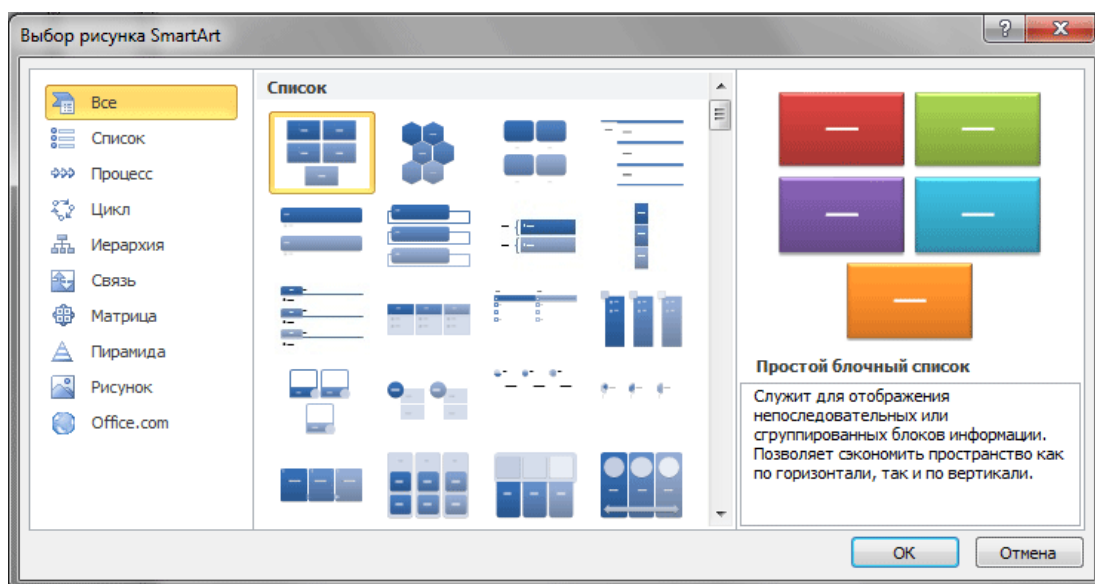 Выбор рисунка SmartArt
Все
Список
Процесс
Цикл
Иерархия
Связь
Матрица
Пирамида
Рисунок
Office.com
Список
Простой блочный список
Служит для отображения
непоследовательных или
сгруппированных блоков информации.
Позволяет сэкономить пространство как
по горизонтали, так и по вертикали.
ОК
Отмена